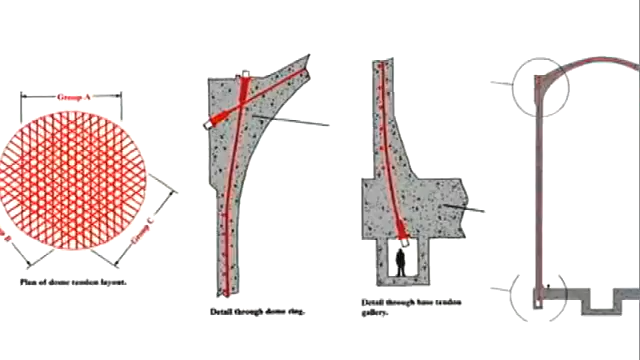 Group A
Group C
Plan of dome tendon layout.
Detail through dome ring.
Detail through base tendon
gallery.